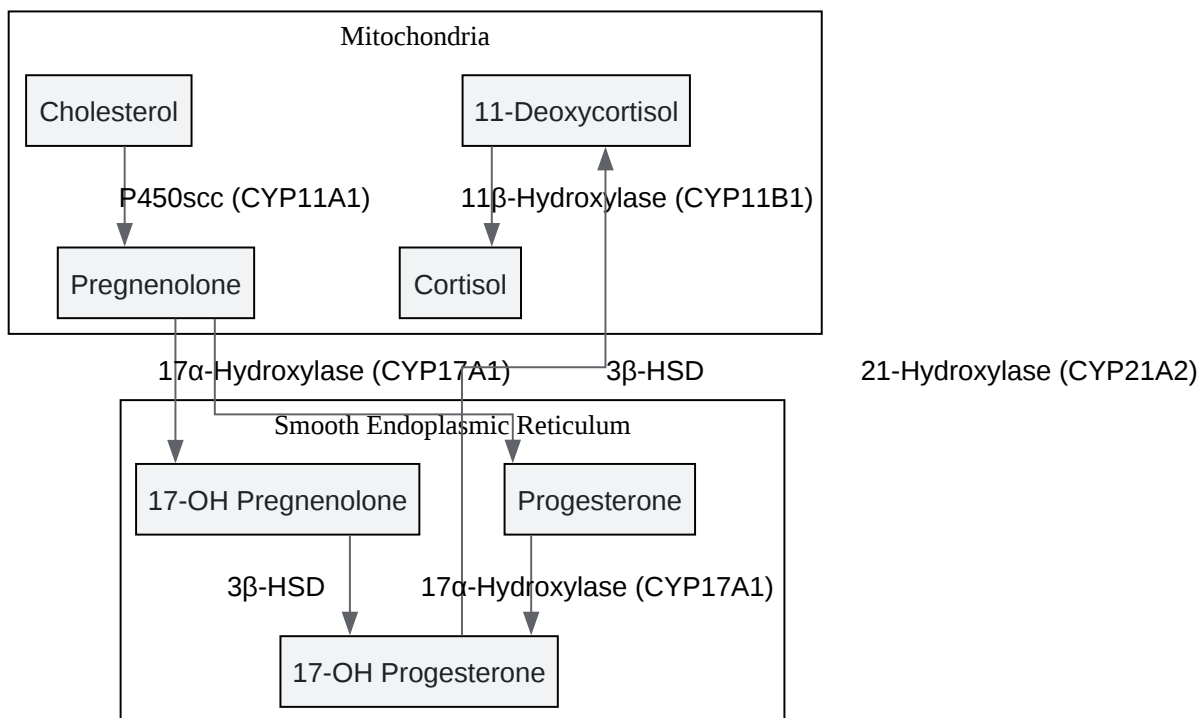 Mitochondria
Cholesterol
11-Deoxycortisol
P450scc (CYP11A1)
11β-Hydroxylase (CYP11B1)
Pregnenolone
Cortisol
17α-Hydroxylase (CYP17A1)
3β-HSD
21-Hydroxylase (CYP21A2)
Smooth Endoplasmic Reticulum
17-OH Pregnenolone
Progesterone
3β-HSD
17α-Hydroxylase (CYP17A1)
17-OH Progesterone